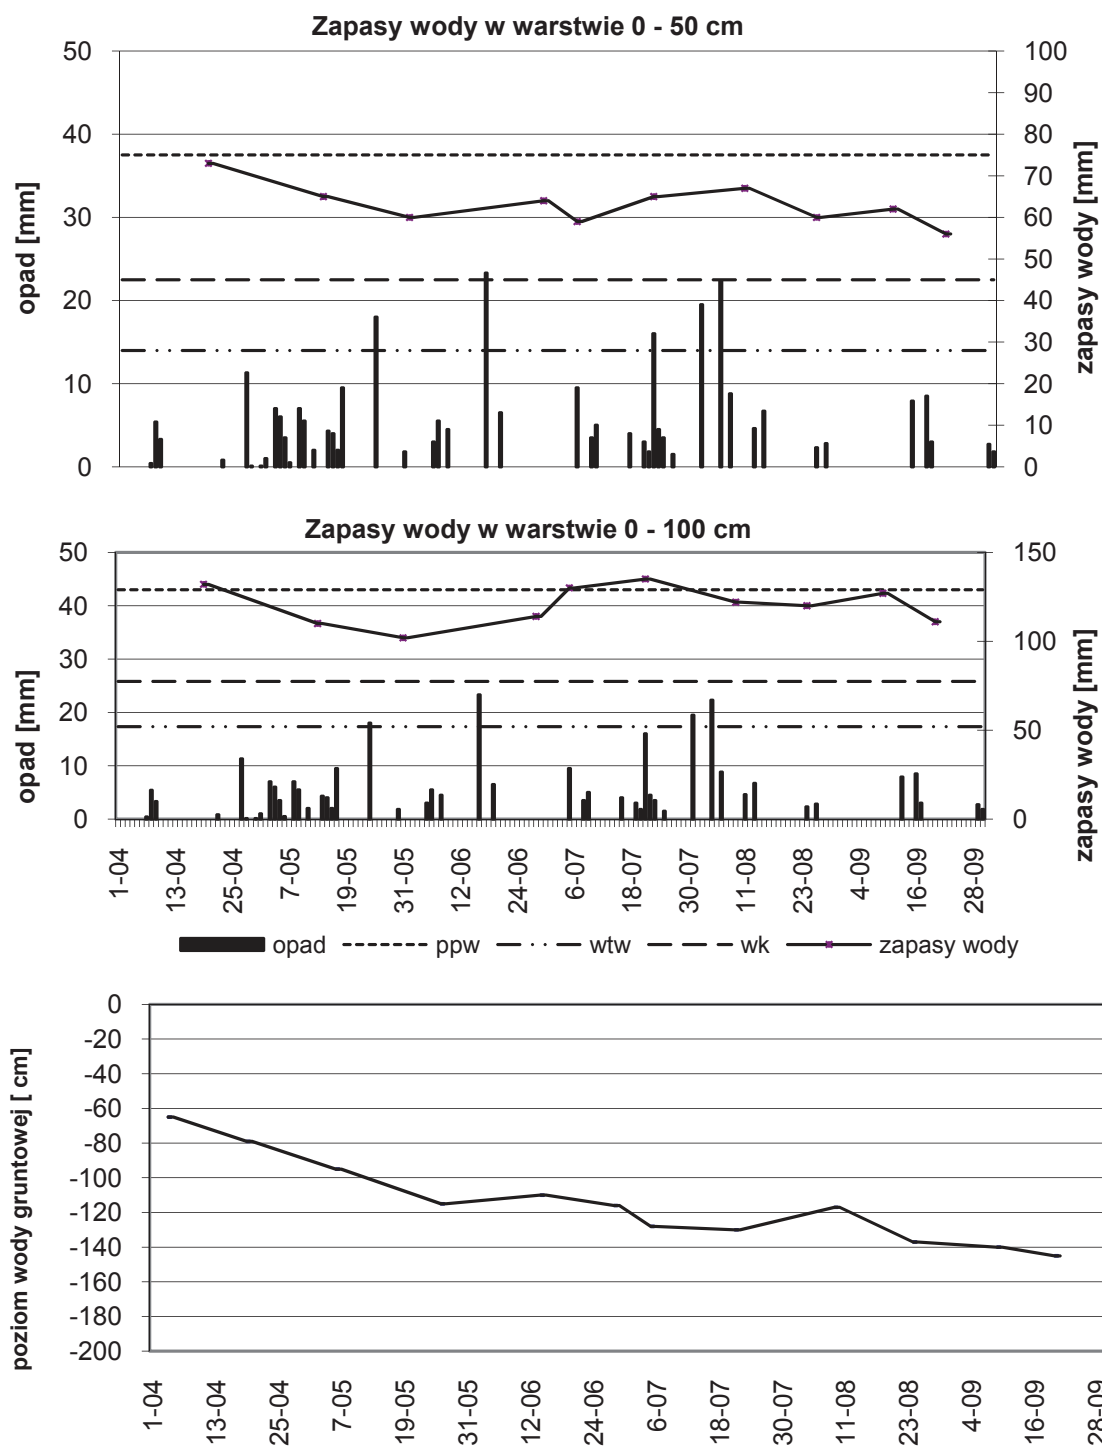 Zapasy wody w warstwie 0 - 50 cm
50 40 30 20 10 0
opad [mm]
100 90 80 70 60 50 40 30 20 10 0
zapasy wody [mm]
Zapasy wody w warstwie 0 - 100 cm
50 40 30 20 10 0
opad [mm]
150 100 50 0
zapasy wody [mm]
1-04 13-04 25-04 7-05 19-05 31-05 12-06 24-06 6-07 18-07 30-07 11-08 23-08 4-09 16-09 28-09
opad ppw wtw wk zapasy wody
0 -20 -40 -60 -80 -100 -120 -140 -160 -180 -200
poziom wody gruntowej [ cm]
1-04 13-04 25-04 7-05 19-05 31-05 12-06 24-06 6-07 18-07 30-07 11-08 23-08 4-09 16-09 28-09